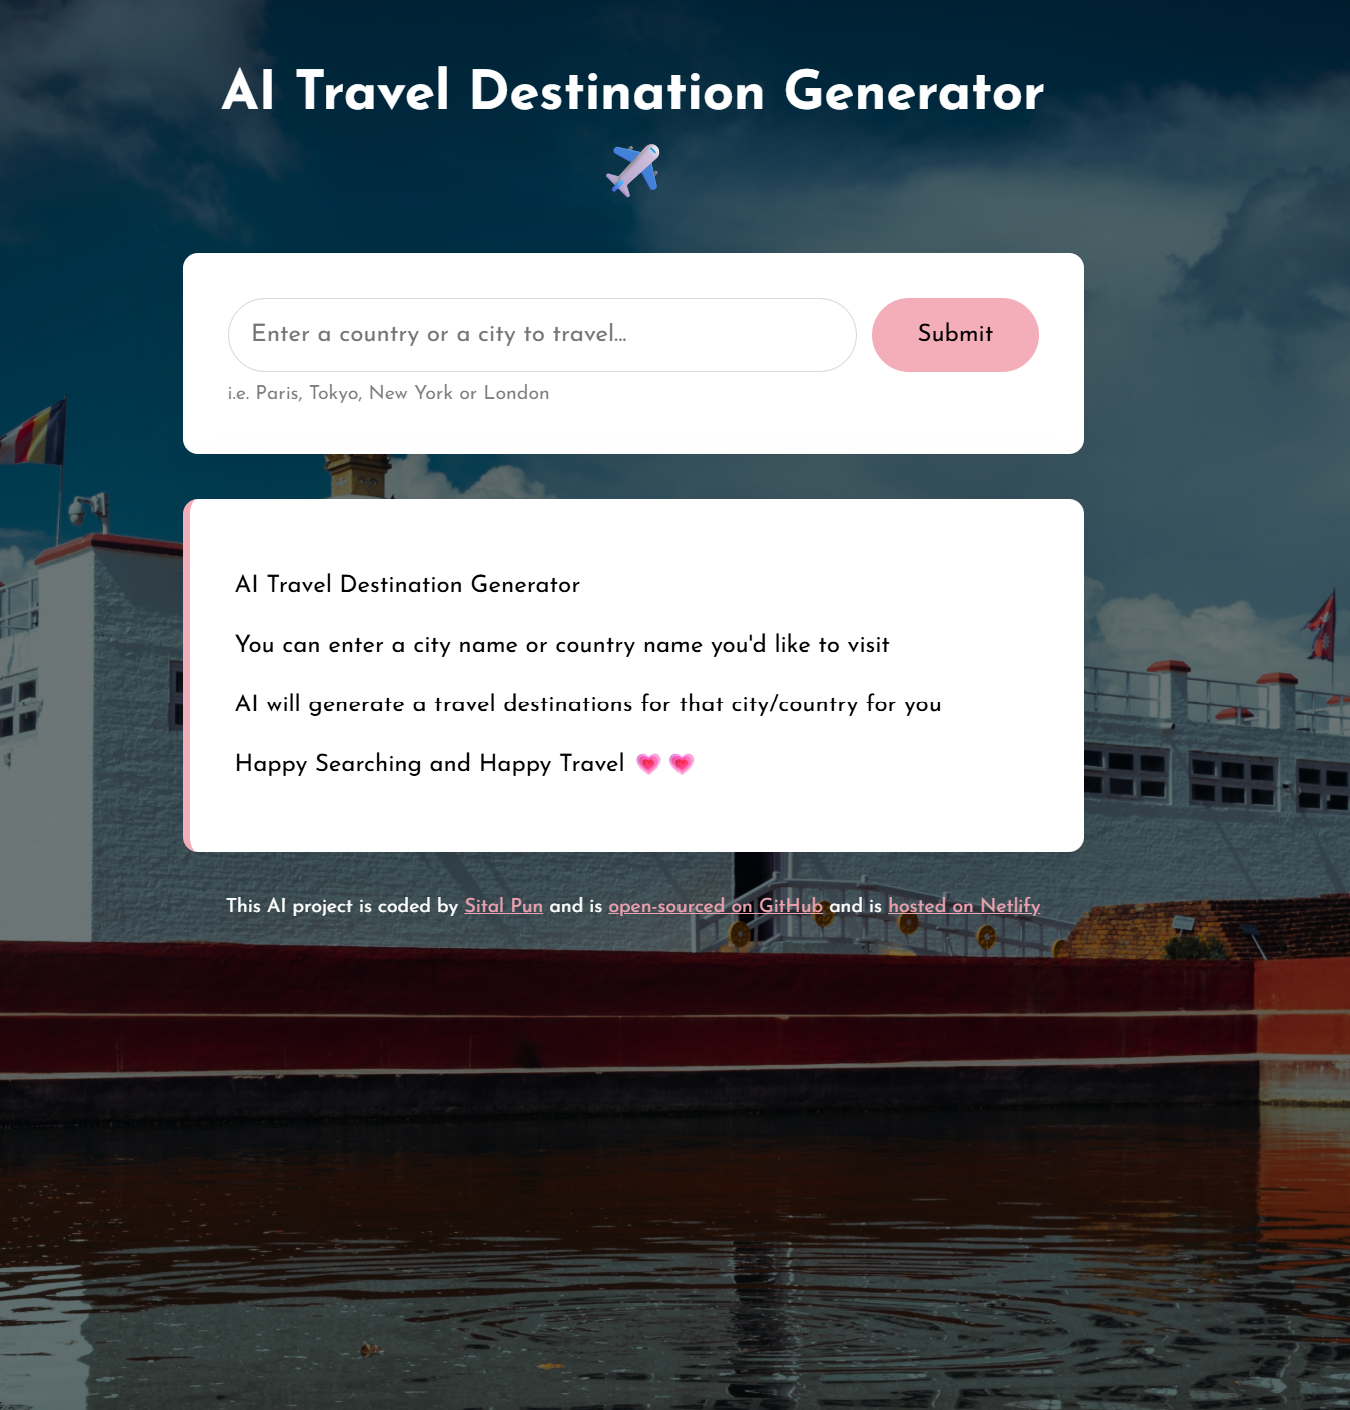 AI Travel Destination Generator
✈️
Enter a country or a city to travel...
Submit
i.e. Paris, Tokyo, New York or London
AI Travel Destination Generator
You can enter a city name or country name you'd like to visit
AI will generate a travel destinations for that city/country for you
Happy Searching and Happy Travel 💗 💗
This AI project is coded by Sital Pun and is open-sourced on GitHub and is hosted on Netlify